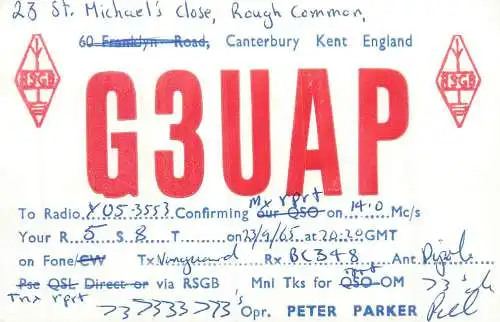 23 St. Michael's Close, Rough Common,
60 Franklyn Road, Canterbury Kent England
RSGB
G3UAP
RSGB
Mx rprt
To Radio YO5-3553 Confirming our QSO on 14.0 Mc/s
Your R 5 S 8 T on 23/9/65 at 20.20 GMT
on Fone/CW Tx Vanguard Rx BC348 Ant. Dipole
Pse QSL Direct or via RSGB Mni Tks for QSO OM
Tnx rprt 73 Opr. PETER PARKER